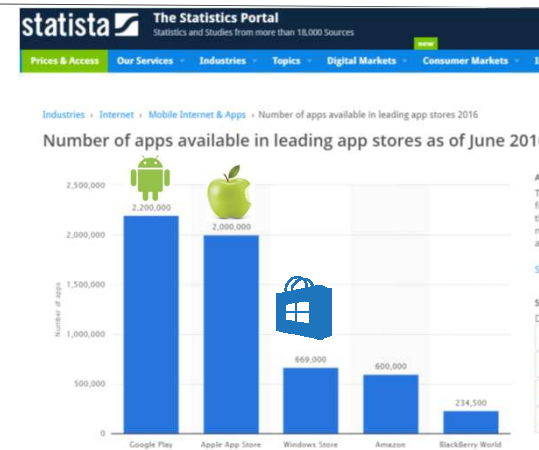 statista
The Statistics Portal
Statistics and Studies from more than 18,000 Sources
new
Prices & Access Our Services Industries Topics Digital Markets Consumer Markets
Industries › Internet › Mobile Internet & Apps › Number of apps available in leading app stores 2016
Number of apps available in leading app stores as of June 201
2,500,000
2,200,000
2,000,000
2,000,000
1,500,000
Number of apps
1,000,000
669,000
600,000
500,000
234,500
0
Google Play Apple App Store Windows Store Amazon BlackBerry World